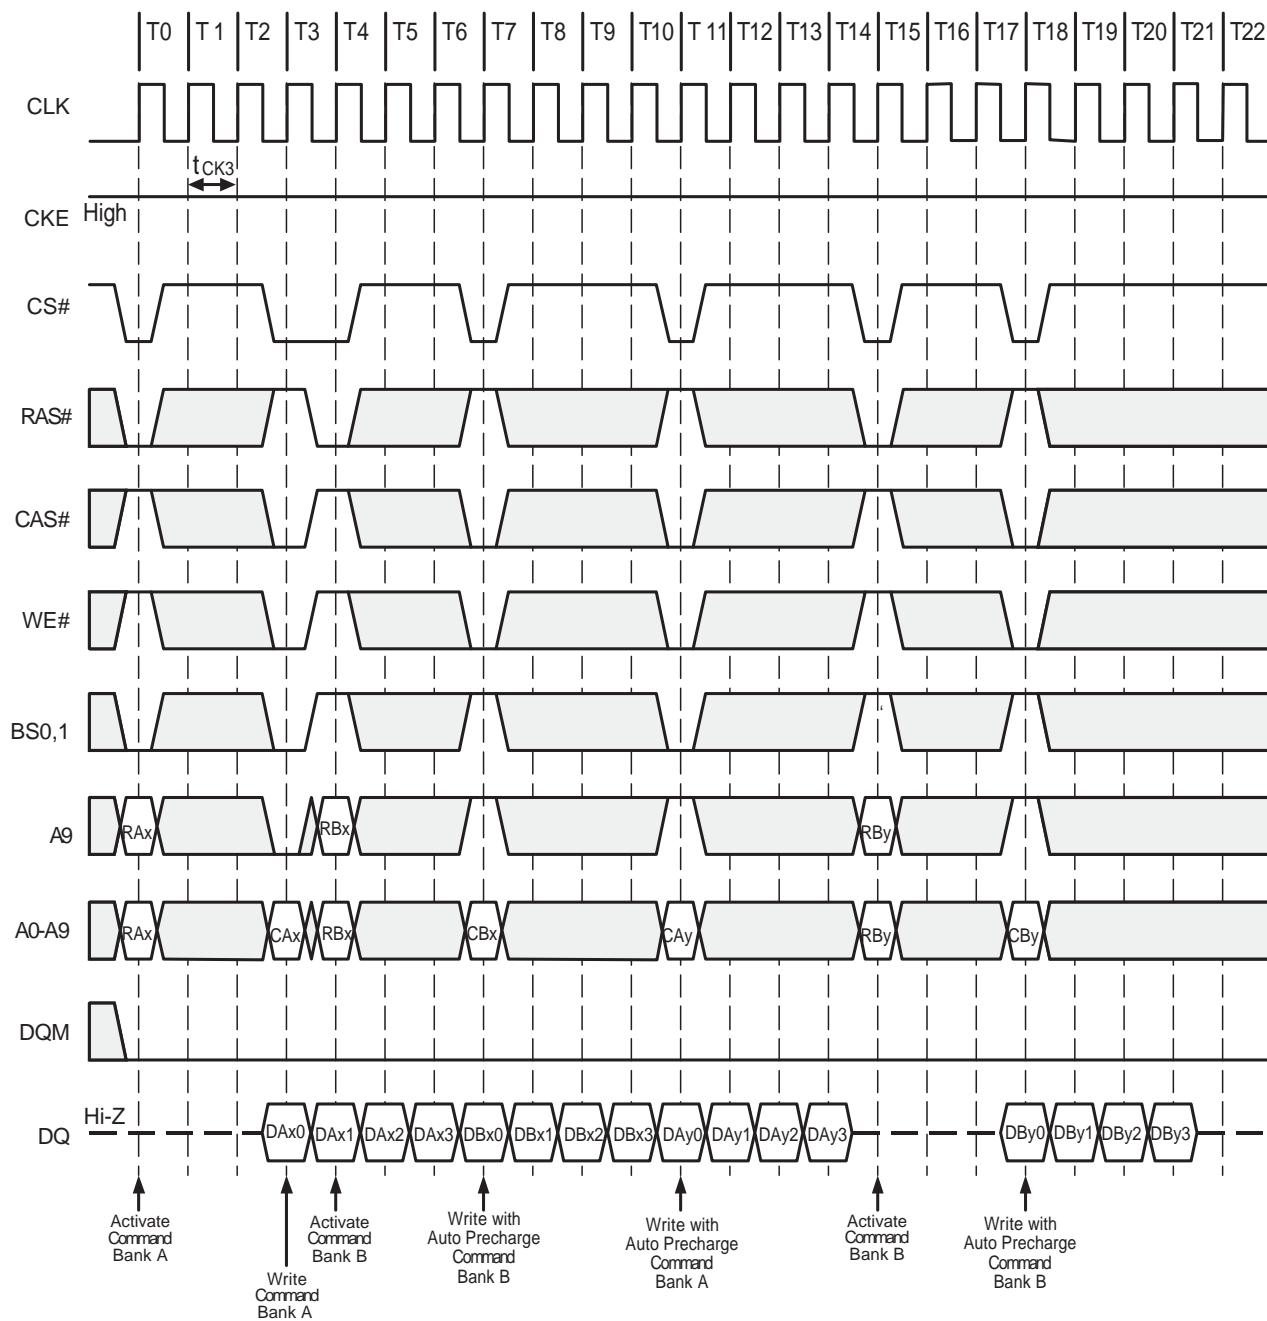 T0 T 1 T2 T3 T4 T5 T6 T7 T8 T9 T10 T 11 T12 T13 T14 T15 T16 T17 T18 T19 T20 T21 T22
CLK
tCK3
CKE High
CS#
RAS#
CAS#
WE#
BS0,1
A9 RAx RBx RBy
A0-A9 RAx CAx RBx CBx CAy RBy CBy
DQM
Hi-Z
DQ DAx0 DAx1 DAx2 DAx3 DBx0 DBx1 DBx2 DBx3 DAy0 DAy1 DAy2 DAy3 DBy0 DBy1 DBy2 DBy3
Activate
Command
Bank A
Write
Command
Bank A
Activate
Command
Bank B
Write with
Auto Precharge
Command
Bank B
Write with
Auto Precharge
Command
Bank A
Activate
Command
Bank B
Write with
Auto Precharge
Command
Bank B